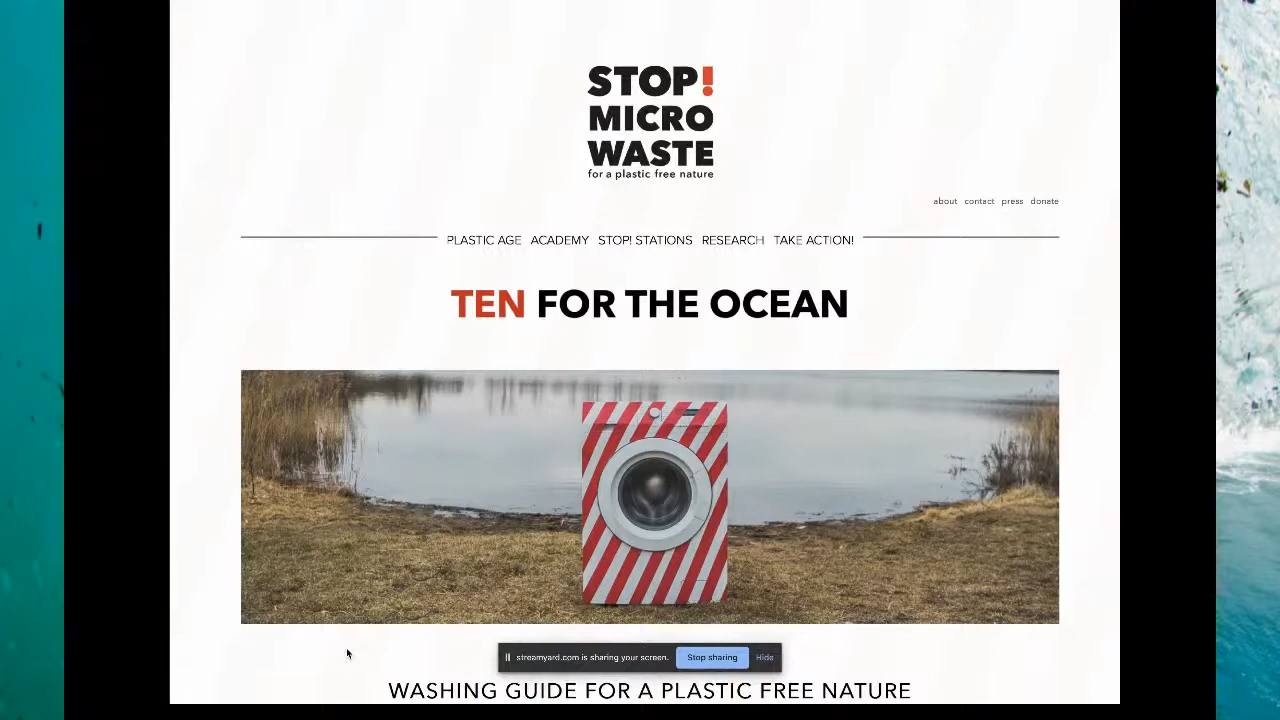 STOP!
MICRO
WASTE
for a plastic free nature
about contact press donate
PLASTIC AGE ACADEMY STOP! STATIONS RESEARCH TAKE ACTION!
TEN FOR THE OCEAN
streamyard.com is sharing your screen. Stop sharing Hide
WASHING GUIDE FOR A PLASTIC FREE NATURE